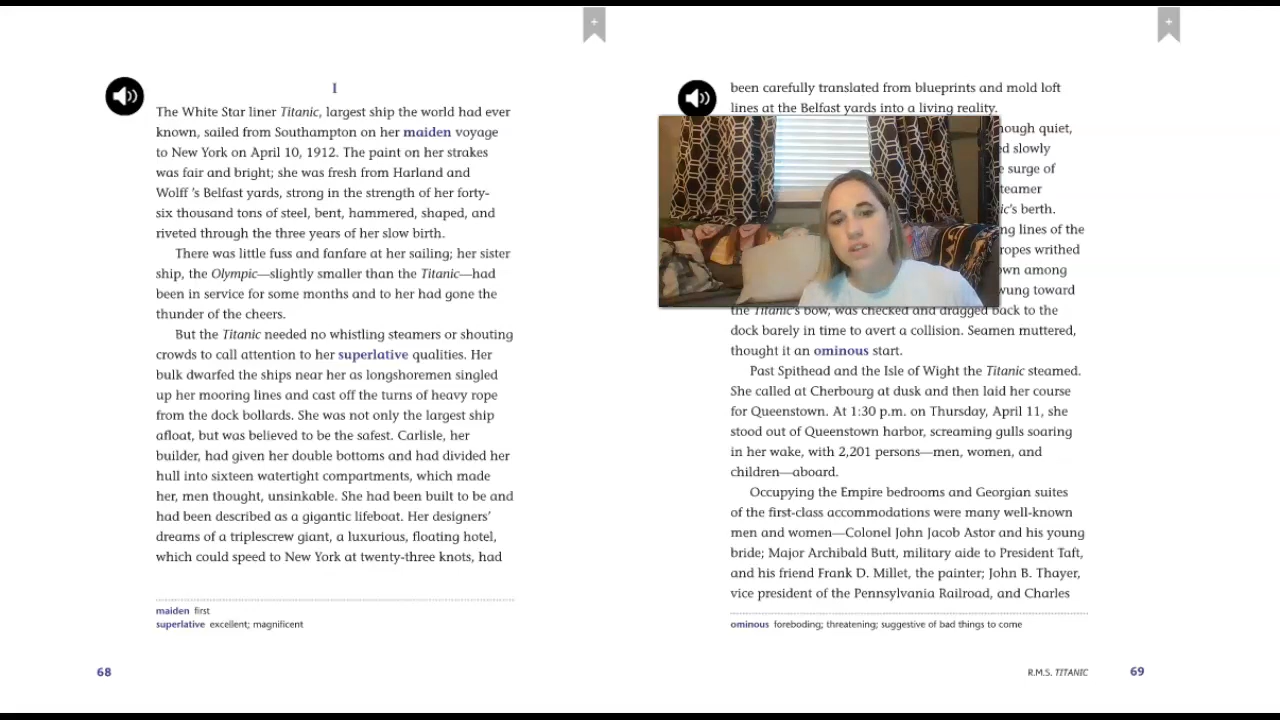 I
The White Star liner Titanic, largest ship the world had ever
known, sailed from Southampton on her maiden voyage
to New York on April 10, 1912. The paint on her strakes
was fair and bright; she was fresh from Harland and
Wolff ’s Belfast yards, strong in the strength of her forty-
six thousand tons of steel, bent, hammered, shaped, and
riveted through the three years of her slow birth.
There was little fuss and fanfare at her sailing; her sister
ship, the Olympic—slightly smaller than the Titanic—had
been in service for some months and to her had gone the
thunder of the cheers.
But the Titanic needed no whistling steamers or shouting
crowds to call attention to her superlative qualities. Her
bulk dwarfed the ships near her as longshoremen singled
up her mooring lines and cast off the turns of heavy rope
from the dock bollards. She was not only the largest ship
afloat, but was believed to be the safest. Carlisle, her
builder, had given her double bottoms and had divided her
hull into sixteen watertight compartments, which made
her, men thought, unsinkable. She had been built to be and
had been described as a gigantic lifeboat. Her designers’
dreams of a triplescrew giant, a luxurious, floating hotel,
which could speed to New York at twenty-three knots, had
maiden first
superlative excellent; magnificent
68
been carefully translated from blueprints and mold loft
lines at the Belfast yards into a living reality.
quiet,
slowly
surge of
steamer
berth.
lines of the
ropes writhed
among
toward
the Titanic’s bow, was checked and dragged back to the
dock barely in time to avert a collision. Seamen muttered,
thought it an ominous start.
Past Spithead and the Isle of Wight the Titanic steamed.
She called at Cherbourg at dusk and then laid her course
for Queenstown. At 1:30 p.m. on Thursday, April 11, she
stood out of Queenstown harbor, screaming gulls soaring
in her wake, with 2,201 persons—men, women, and
children—aboard.
Occupying the Empire bedrooms and Georgian suites
of the first-class accommodations were many well-known
men and women—Colonel John Jacob Astor and his young
bride; Major Archibald Butt, military aide to President Taft,
and his friend Frank D. Millet, the painter; John B. Thayer,
vice president of the Pennsylvania Railroad, and Charles
ominous foreboding; threatening; suggestive of bad things to come
R.M.S. TITANIC 69